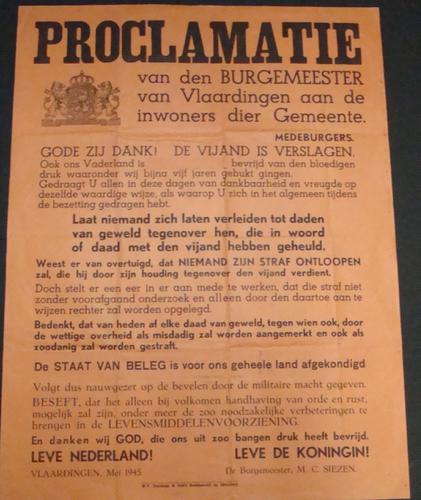 PROCLAMATIE
van den BURGEMEESTER
van Vlaardingen aan de
inwoners dier Gemeente.
MEDEBURGERS.
GODE ZIJ DANK! DE VIJAND IS VERSLAGEN.
Ook ons Vaderland is bevrijd van den bloedigen
druk waaronder wij bijna vijf jaren gebukt gingen.
Gedraagt U allen in deze dagen van dankbaarheid en vreugde op
dezelfde waardige wijze, als waarop U zich in het algemeen tijdens
de bezetting gedragen hebt.
Laat niemand zich laten verleiden tot daden
van geweld tegenover hen, die in woord
of daad met den vijand hebben geheuld.
Weest er van overtuigd, dat NIEMAND ZIJN STRAF ONTLOOPEN
zal, die hij door zijn houding tegenover den vijand verdient.
Doch stelt er een eer in er aan mede te werken, dat die straf niet
zonder voorafgaand onderzoek en alleen door den daartoe aan te
wijzen rechter zal worden opgelegd.
Bedenkt, dat van heden af elke daad van geweld, tegen wien ook, door
de wettige overheid als misdadig zal worden aangemerkt en ook als
zoodanig zal worden gestraft.
De STAAT VAN BELEG is voor ons geheele land afgekondigd
Volgt dus nauwgezet op de bevelen door de militaire macht gegeven.
BESEFT, dat het alleen bij volkomen handhaving van orde en rust,
mogelijk zal zijn, onder meer de zoo noodzakelijke verbeteringen te
brengen in de LEVENSMIDDELENVOORZIENING.
En danken wij GOD, die ons uit zoo bangen druk heeft bevrijd.
LEVE NEDERLAND! LEVE DE KONINGIN!
VLAARDINGEN, Mei 1945. De Burgemeester, M. C. SIEZEN.